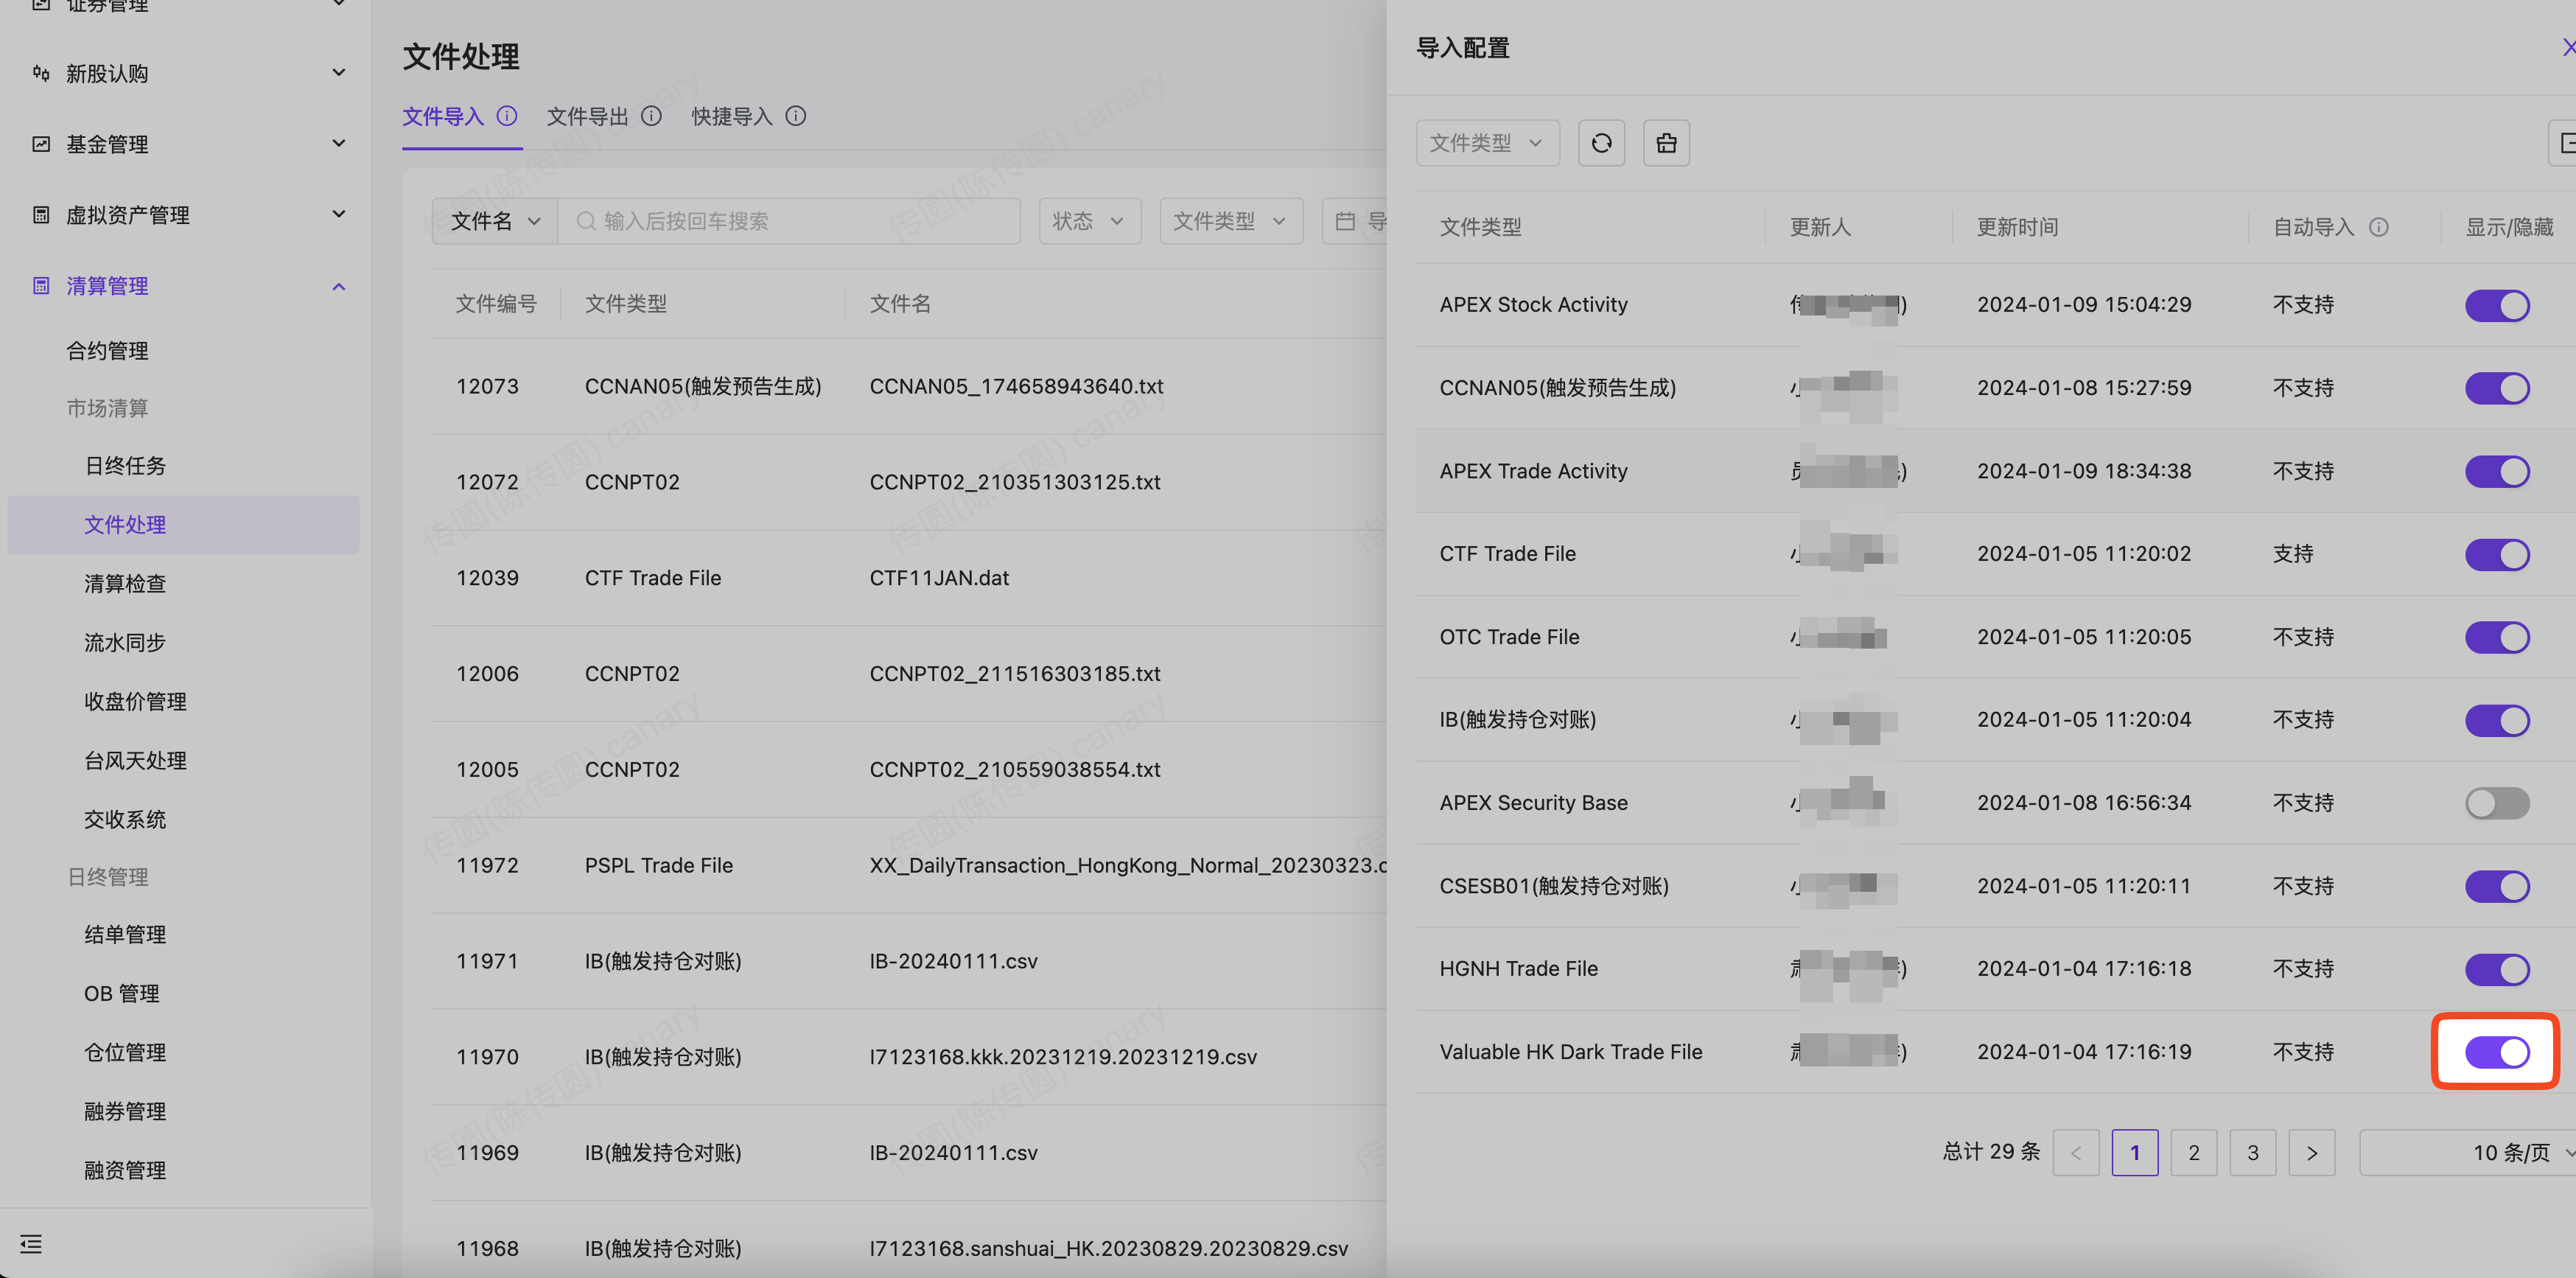 证券管理
新股认购
基金管理
虚拟资产管理
清算管理
合约管理
市场清算
日终任务
文件处理
清算检查
流水同步
收盘价管理
台风天处理
交收系统
日终管理
结单管理
OB 管理
仓位管理
融券管理
融资管理
文件处理
文件导入 文件导出 快捷导入
文件名 输入后按回车搜索 状态 文件类型 导
文件编号 文件类型 文件名
12073 CCNAN05(触发预告生成) CCNAN05_174658943640.txt
12072 CCNPT02 CCNPT02_210351303125.txt
12039 CTF Trade File CTF11JAN.dat
12006 CCNPT02 CCNPT02_211516303185.txt
12005 CCNPT02 CCNPT02_210559038554.txt
11972 PSPL Trade File XX_DailyTransaction_HongKong_Normal_20230323.c
11971 IB(触发持仓对账) IB-20240111.csv
11970 IB(触发持仓对账) I7123168.kkk.20231219.20231219.csv
11969 IB(触发持仓对账) IB-20240111.csv
11968 IB(触发持仓对账) I7123168.sanshuai_HK.20230829.20230829.csv
传圆(陈传圆) canary
导入配置
文件类型
文件类型 更新人 更新时间 自动导入 显示/隐藏
APEX Stock Activity 2024-01-09 15:04:29 不支持
CCNAN05(触发预告生成) 2024-01-08 15:27:59 不支持
APEX Trade Activity 2024-01-09 18:34:38 不支持
CTF Trade File 2024-01-05 11:20:02 支持
OTC Trade File 2024-01-05 11:20:05 不支持
IB(触发持仓对账) 2024-01-05 11:20:04 不支持
APEX Security Base 2024-01-08 16:56:34 不支持
CSESB01(触发持仓对账) 2024-01-05 11:20:11 不支持
HGNH Trade File 2024-01-04 17:16:18 不支持
Valuable HK Dark Trade File 2024-01-04 17:16:19 不支持
总计 29 条 < 1 2 3 > 10 条/页